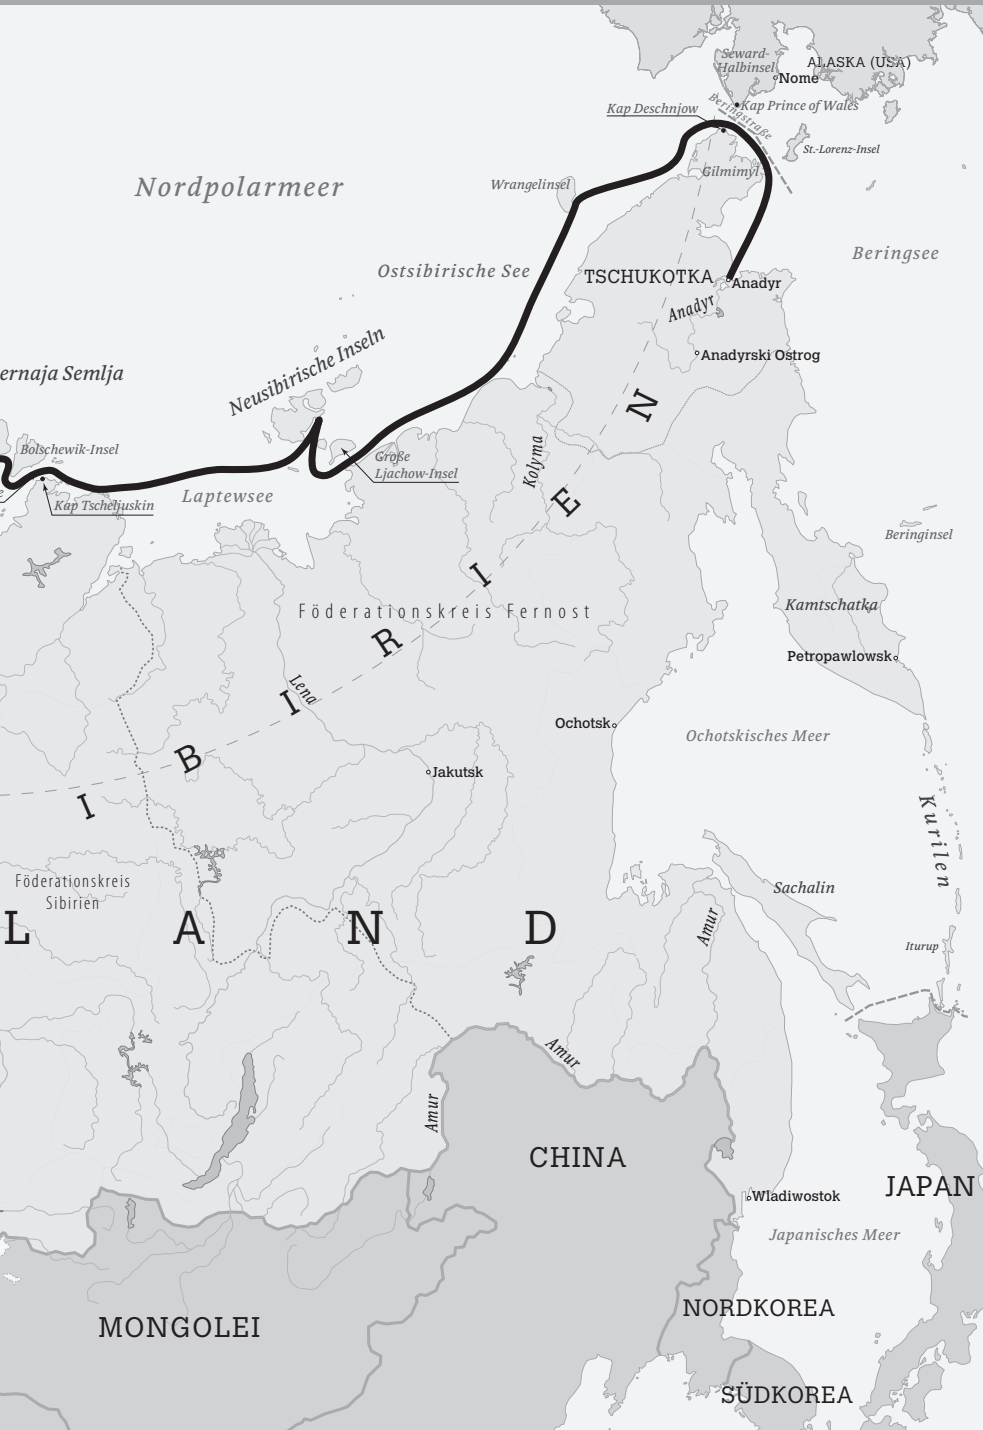 Seward-
Halbinsel
ALASKA (USA)
Nome
Kap Deschnjow
Beringstraße
Kap Prince of Wales
St.-Lorenz-Insel
Gilmimyl
Nordpolarmeer
Wrangelinsel
Beringsee
Ostsibirische See
TSCHUKOTKA
Anadyr
Anadyr
Anadyrski Ostrog
Neusibirische Inseln
ernaja Semlja
Bolschewik-Insel
Große
Ljachow-Insel
Kolyma
Laptewsee
Kap Tscheljuskin
Beringinsel
Kamtschatka
Föderationskreis Fernost
Petropawlowsk
Lena
Ochotsk
Ochotskisches Meer
Jakutsk
I B I R I E N
Kurilen
Föderationskreis
Sibirien
Sachalin
L A N D
Amur
Iturup
Amur
Amur
CHINA
JAPAN
Wladiwostok
Japanisches Meer
NORDKOREA
MONGOLEI
SÜDKOREA